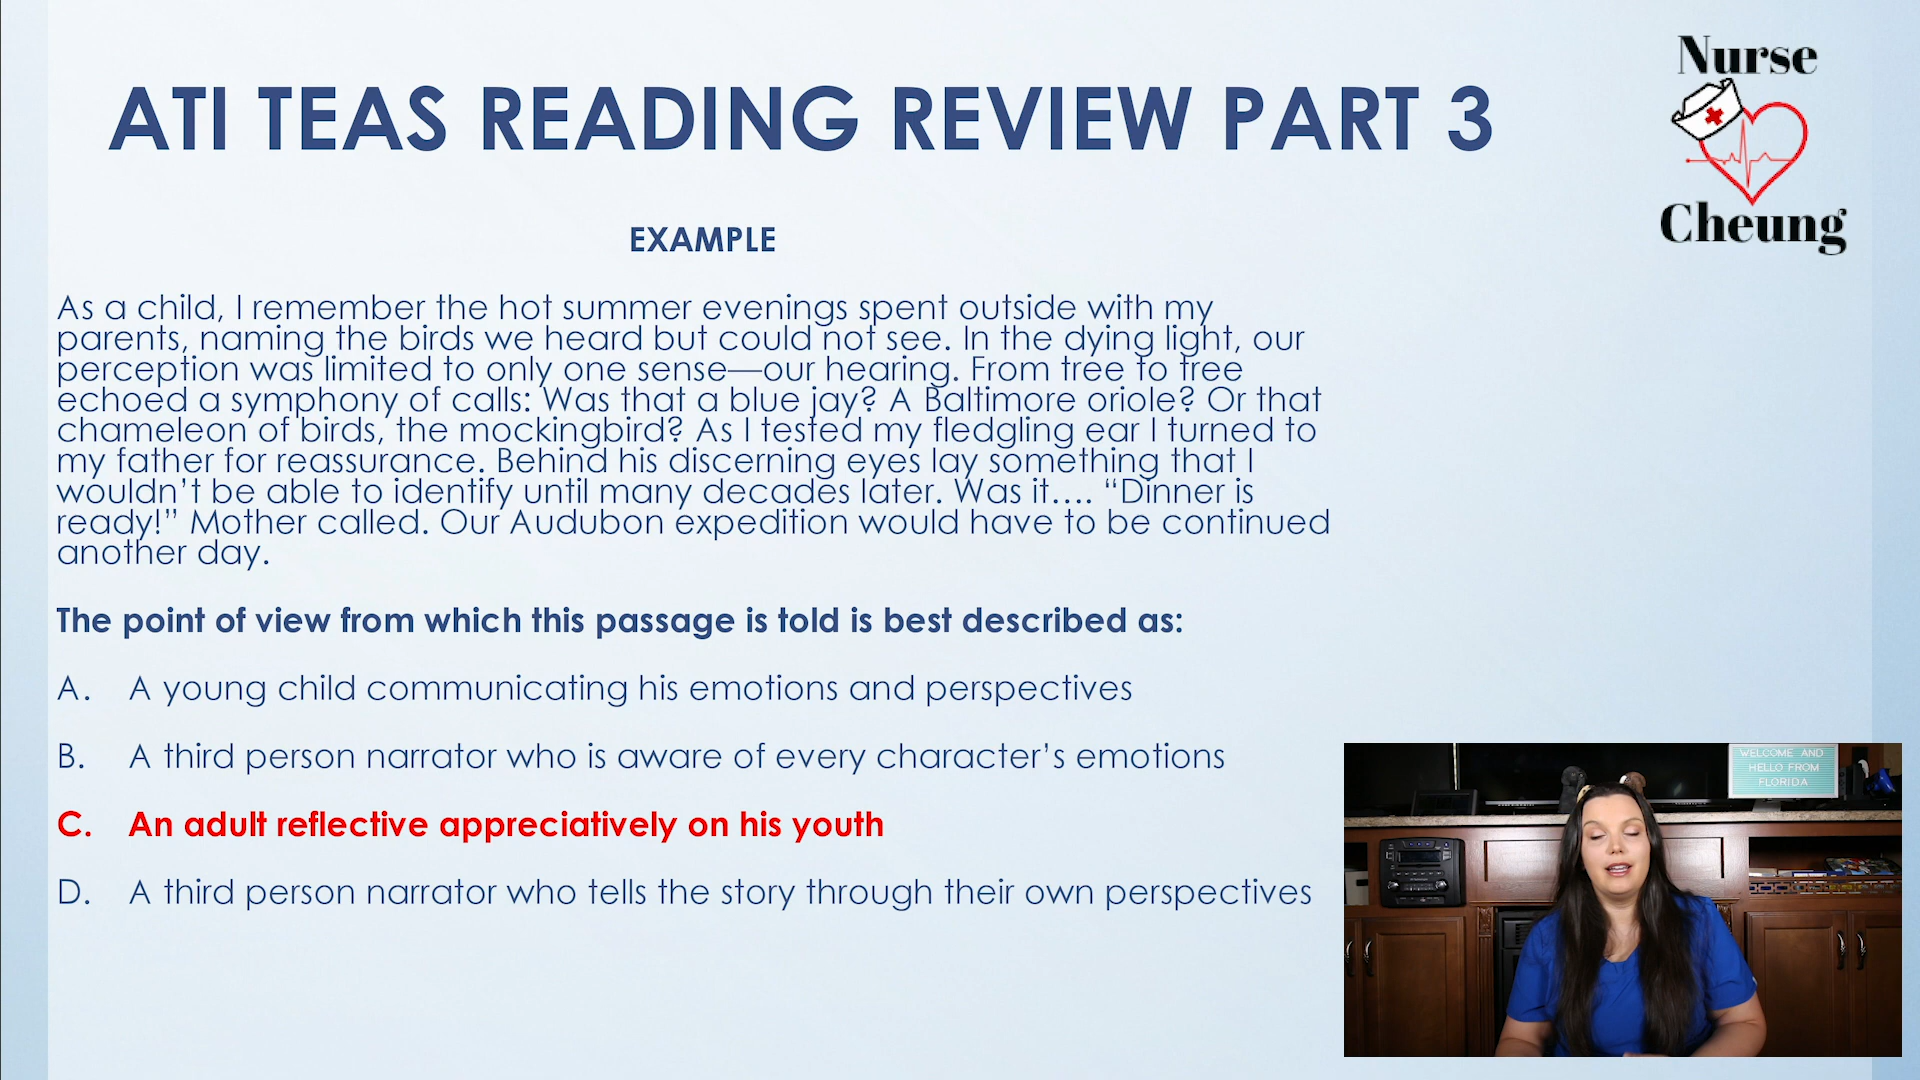 ATI TEAS READING REVIEW PART 3
Nurse
Cheung
EXAMPLE
As a child, I remember the hot summer evenings spent outside with my
parents, naming the birds we heard but could not see. In the dying light, our
perception was limited to only one sense—our hearing. From tree to tree
echoed a symphony of calls: Was that a blue jay? A Baltimore oriole? Or that
chameleon of birds, the mockingbird? As I tested my fledgling ear I turned to
my father for reassurance. Behind his discerning eyes lay something that I
wouldn’t be able to identify until many decades later. Was it…. “Dinner is
ready!” Mother called. Our Audubon expedition would have to be continued
another day.
The point of view from which this passage is told is best described as:
A. A young child communicating his emotions and perspectives
B. A third person narrator who is aware of every character’s emotions
C. An adult reflective appreciatively on his youth
D. A third person narrator who tells the story through their own perspectives
WELCOME AND
HELLO FROM
FLORIDA